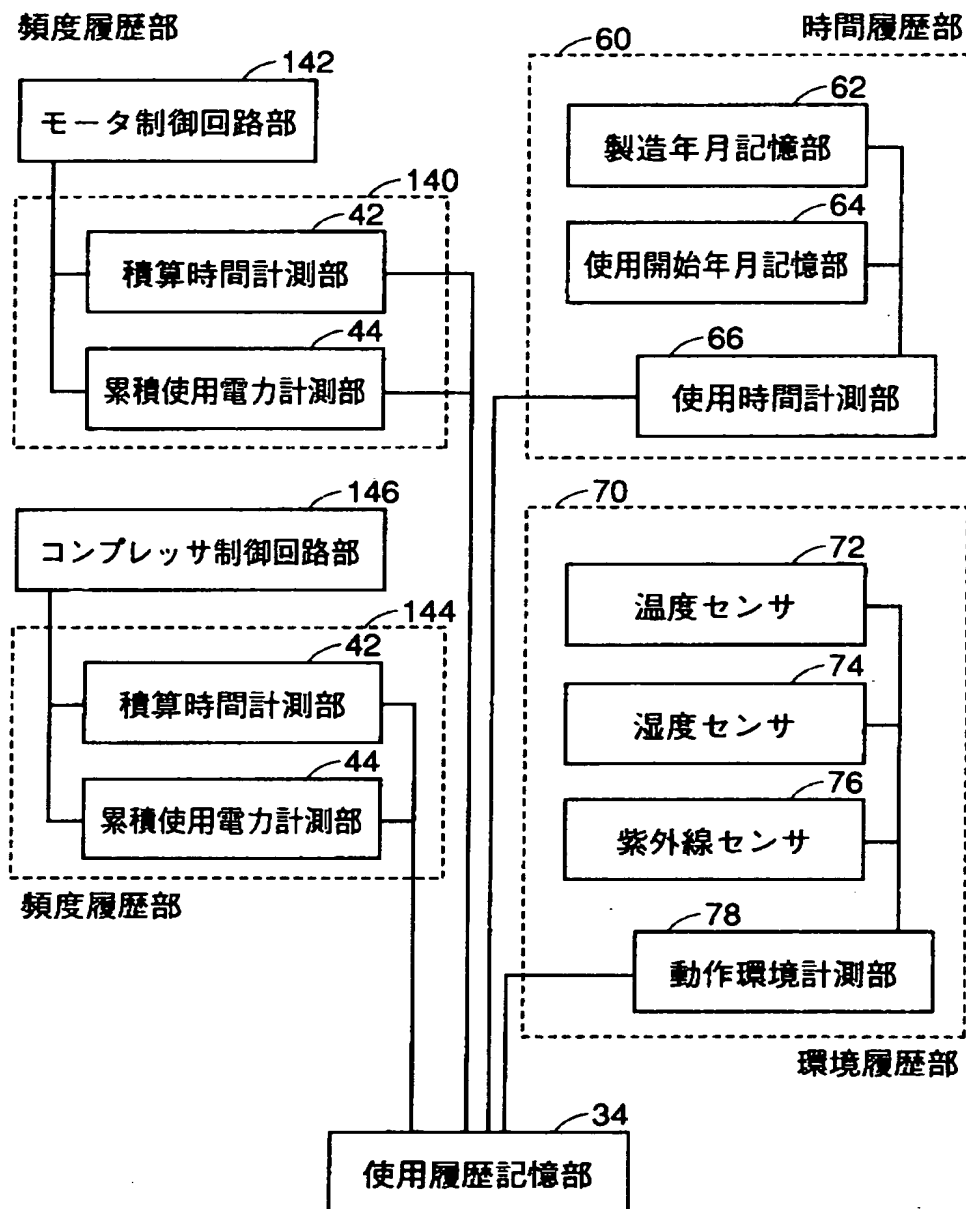 頻度履歴部
142
モータ制御回路部
140
42
積算時間計測部
44
累積使用電力計測部
146
コンプレッサ制御回路部
144
42
積算時間計測部
44
累積使用電力計測部
頻度履歴部
時間履歴部
60
62
製造年月記憶部
64
使用開始年月記憶部
66
使用時間計測部
70
72
温度センサ
74
湿度センサ
76
紫外線センサ
78
動作環境計測部
環境履歴部
34
使用履歴記憶部